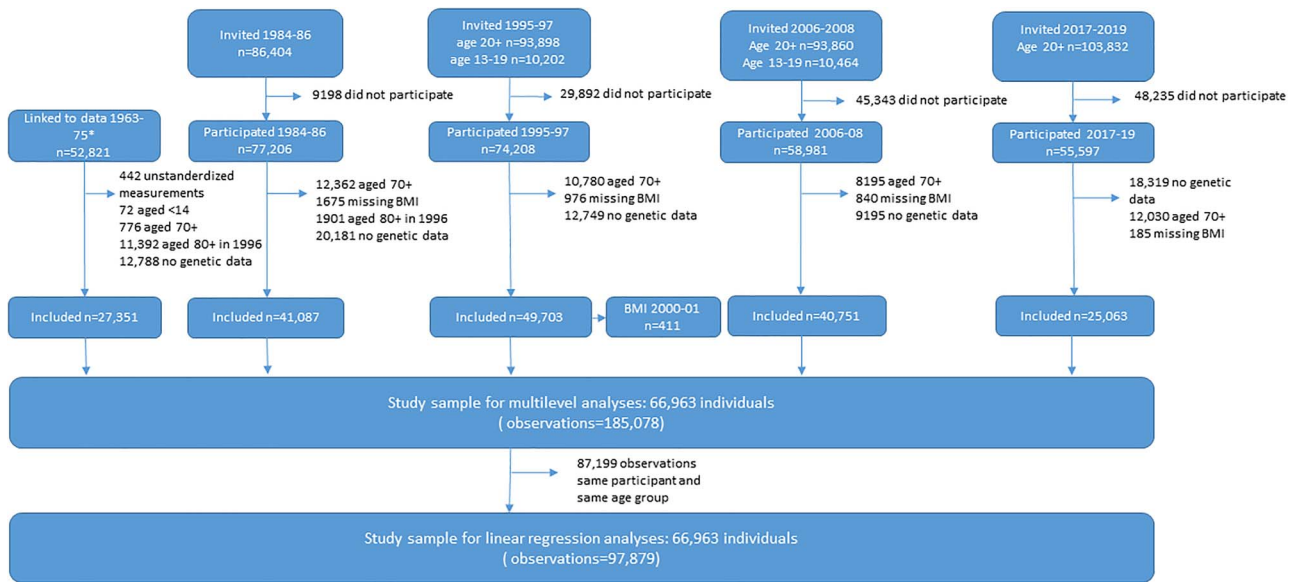 Invited 1984-86
n=86,404
Invited 1995-97
age 20+ n=93,898
age 13-19 n=10,202
Invited 2006-2008
Age 20+ n=93,860
Age 13-19 n=10,464
Invited 2017-2019
Age 20+ n=103,832
9198 did not participate
29,892 did not participate
45,343 did not participate
48,235 did not participate
Linked to data 1963-
75*
n=52,821
Participated 1984-86
n=77,206
Participated 1995-97
n=74,208
Participated 2006-08
n=58,981
Participated 2017-19
n=55,597
442 unstanderdized
measurements
72 aged <14
776 aged 70+
11,392 aged 80+ in 1996
12,788 no genetic data
12,362 aged 70+
1675 missing BMI
1901 aged 80+ in 1996
20,181 no genetic data
10,780 aged 70+
976 missing BMI
12,749 no genetic data
8195 aged 70+
840 missing BMI
9195 no genetic data
18,319 no genetic
data
12,030 aged 70+
185 missing BMI
Included n=27,351
Included n=41,087
Included n=49,703
BMI 2000-01
n=411
Included n=40,751
Included n=25,063
Study sample for multilevel analyses: 66,963 individuals
( observations=185,078)
87,199 observations
same participant and
same age group
Study sample for linear regression analyses: 66,963 individuals
( observations=97,879)